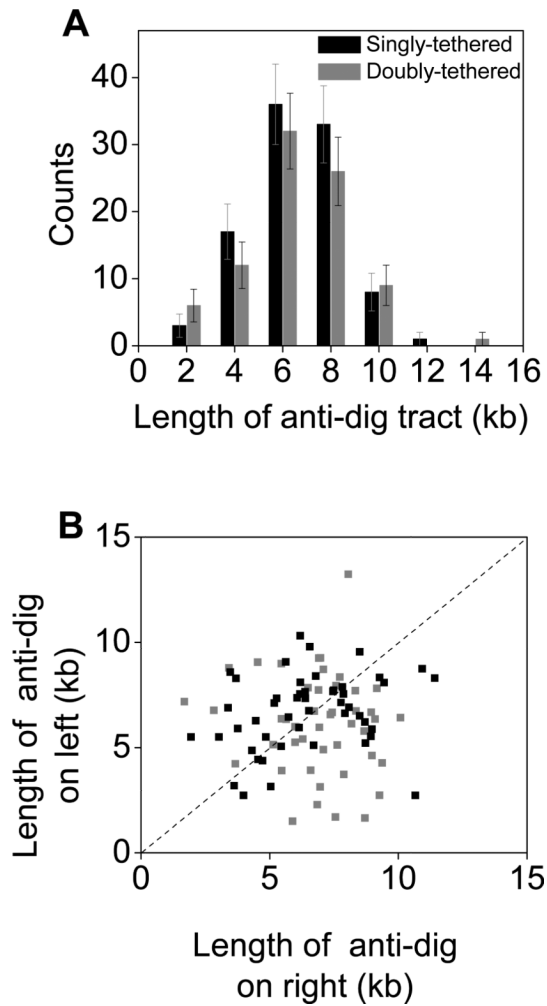 A
Singly-tethered
Doubly-tethered
40
30
20
10
0
Counts
0 2 4 6 8 10 12 14 16
Length of anti-dig tract (kb)
B
15
10
5
0
Length of anti-dig
on left (kb)
0 5 10 15
Length of anti-dig
on right (kb)